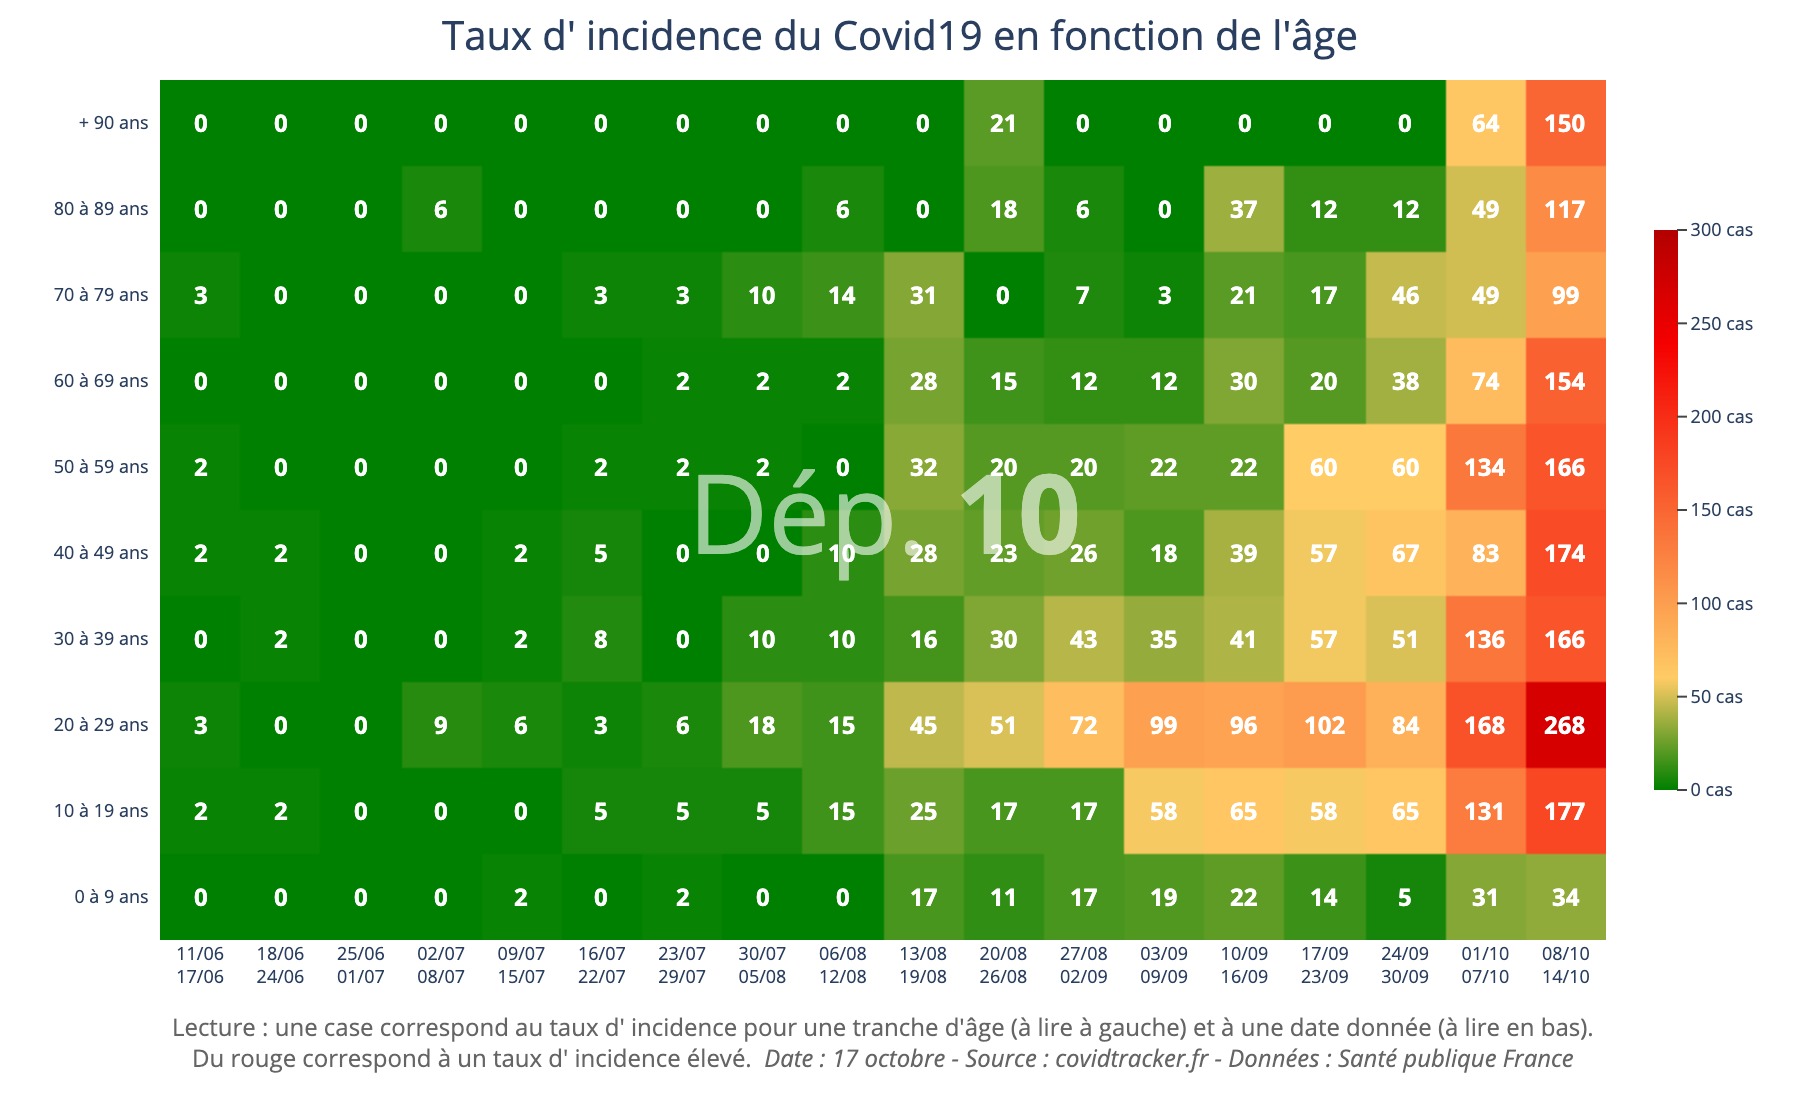 Taux d' incidence du Covid19 en fonction de l'âge
+ 90 ans 0 0 0 0 0 0 0 0 0 0 21 0 0 0 0 0 64 150
80 à 89 ans 0 0 0 6 0 0 0 0 6 0 18 6 0 37 12 12 49 117
70 à 79 ans 3 0 0 0 0 3 3 10 14 31 0 7 3 21 17 46 49 99
60 à 69 ans 0 0 0 0 0 0 2 2 2 28 15 12 12 30 20 38 74 154
50 à 59 ans 2 0 0 0 0 2 2 2 0 32 20 20 22 22 60 60 134 166
Dép. 10
40 à 49 ans 2 2 0 0 2 5 0 0 10 28 23 26 18 39 57 67 83 174
30 à 39 ans 0 2 0 0 2 8 0 10 10 16 30 43 35 41 57 51 136 166
20 à 29 ans 3 0 0 9 6 3 6 18 15 45 51 72 99 96 102 84 168 268
10 à 19 ans 2 2 0 0 0 5 5 5 15 25 17 17 58 65 58 65 131 177
0 à 9 ans 0 0 0 0 2 0 2 0 0 17 11 17 19 22 14 5 31 34
11/06 18/06 25/06 02/07 09/07 16/07 23/07 30/07 06/08 13/08 20/08 27/08 03/09 10/09 17/09 24/09 01/10 08/10
17/06 24/06 01/07 08/07 15/07 22/07 29/07 05/08 12/08 19/08 26/08 02/09 09/09 16/09 23/09 30/09 07/10 14/10
300 cas
250 cas
200 cas
150 cas
100 cas
50 cas
0 cas
Lecture : une case correspond au taux d' incidence pour une tranche d'âge (à lire à gauche) et à une date donnée (à lire en bas).
Du rouge correspond à un taux d' incidence élevé. Date : 17 octobre - Source : covidtracker.fr - Données : Santé publique France